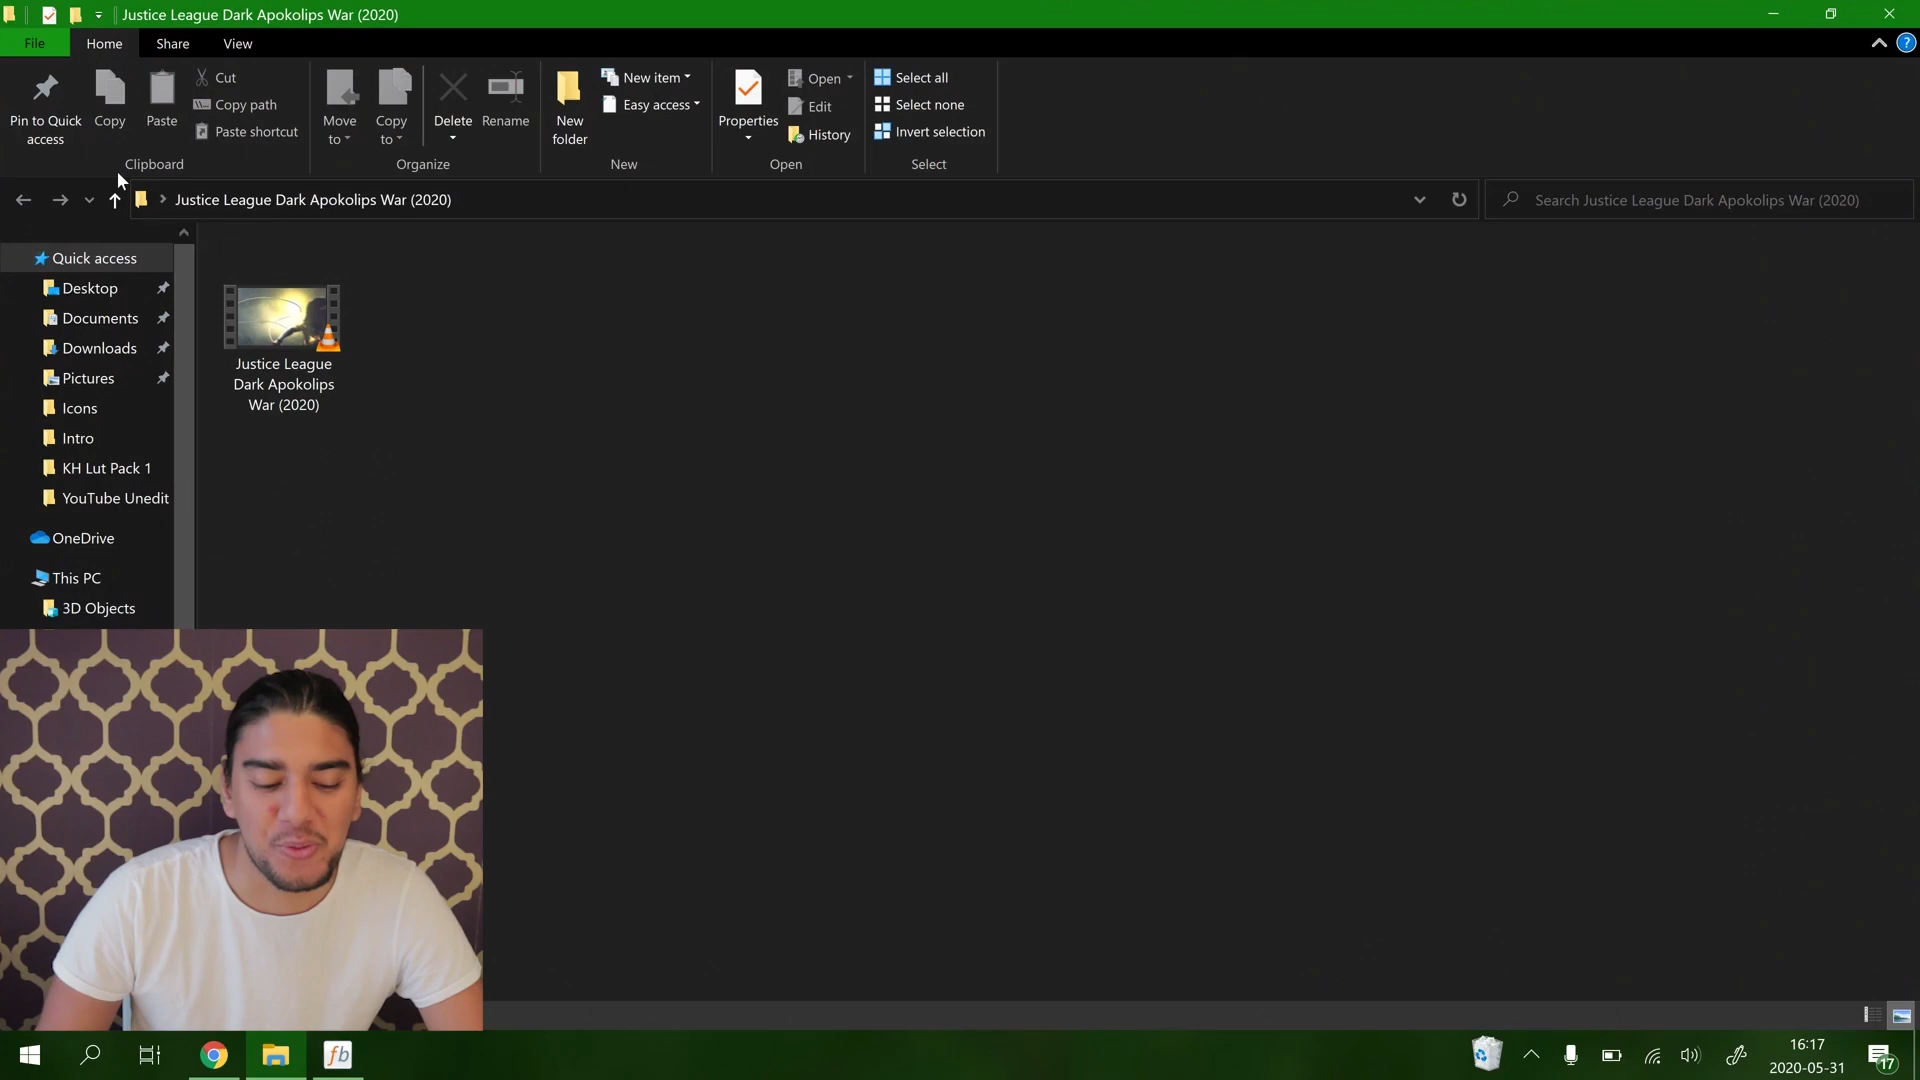 Justice League Dark Apokolips War (2020)
File
Home
Share
View
?
Pin to Quick
access
Copy
Paste
Cut
Copy path
Paste shortcut
Clipboard
Move
to
Copy
to
Delete
Rename
Organize
New
folder
New item
Easy access
New
Properties
Open
Edit
History
Open
Select all
Select none
Invert selection
Select
Justice League Dark Apokolips War (2020)
Search Justice League Dark Apokolips War (2020)
Quick access
Desktop
Documents
Downloads
Pictures
Icons
Intro
KH Lut Pack 1
YouTube Unedit
OneDrive
This PC
3D Objects
Justice League
Dark Apokolips
War (2020)
fb
16:17
2020-05-31
17